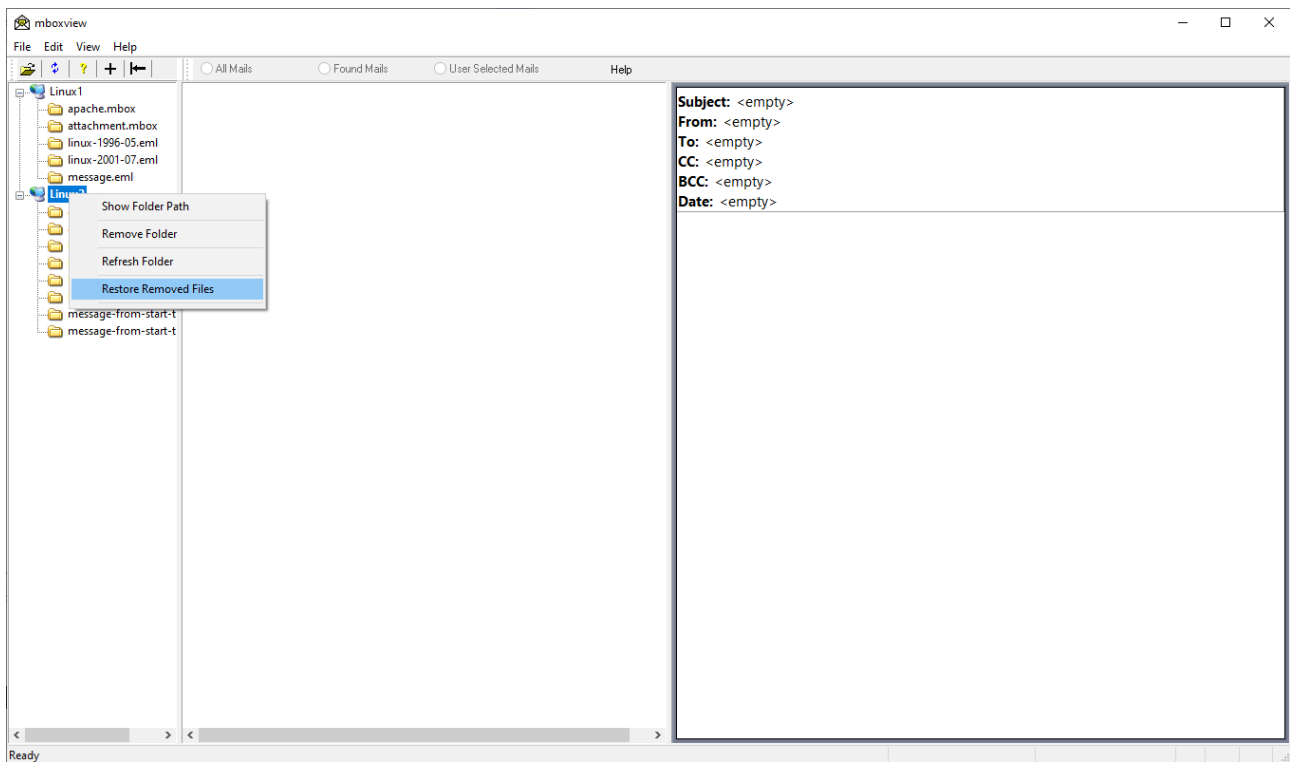 mboxview
File Edit View Help
All Mails Found Mails User Selected Mails Help
Linux1
apache.mbox
attachment.mbox
linux-1996-05.eml
linux-2001-07.eml
message.eml
Show Folder Path
Remove Folder
Refresh Folder
Restore Removed Files
message-from-start-t
message-from-start-t
Subject: <empty>
From: <empty>
To: <empty>
CC: <empty>
BCC: <empty>
Date: <empty>
Ready